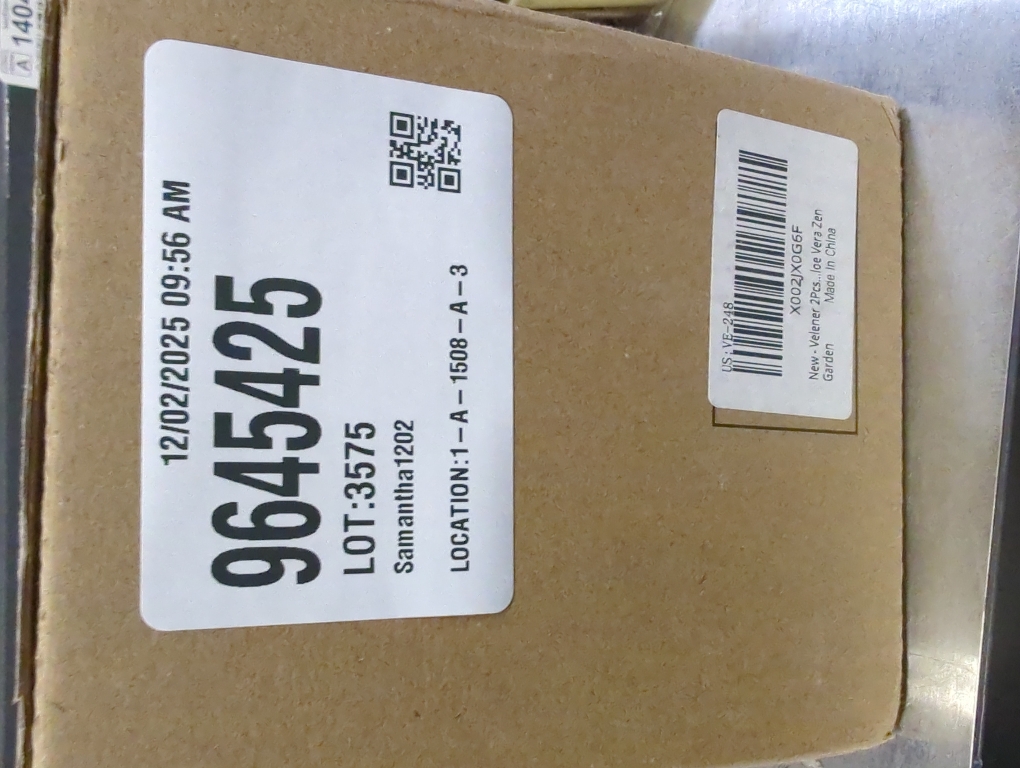 A 140
12/02/2025 09:56 AM
9645425
LOT:3575
Samantha1202
LOCATION:1-A-1508-A-3
US:VE-248
X002JX0G6F
New - Velener 2Pcs...loe Vera Zen
Garden Made In China